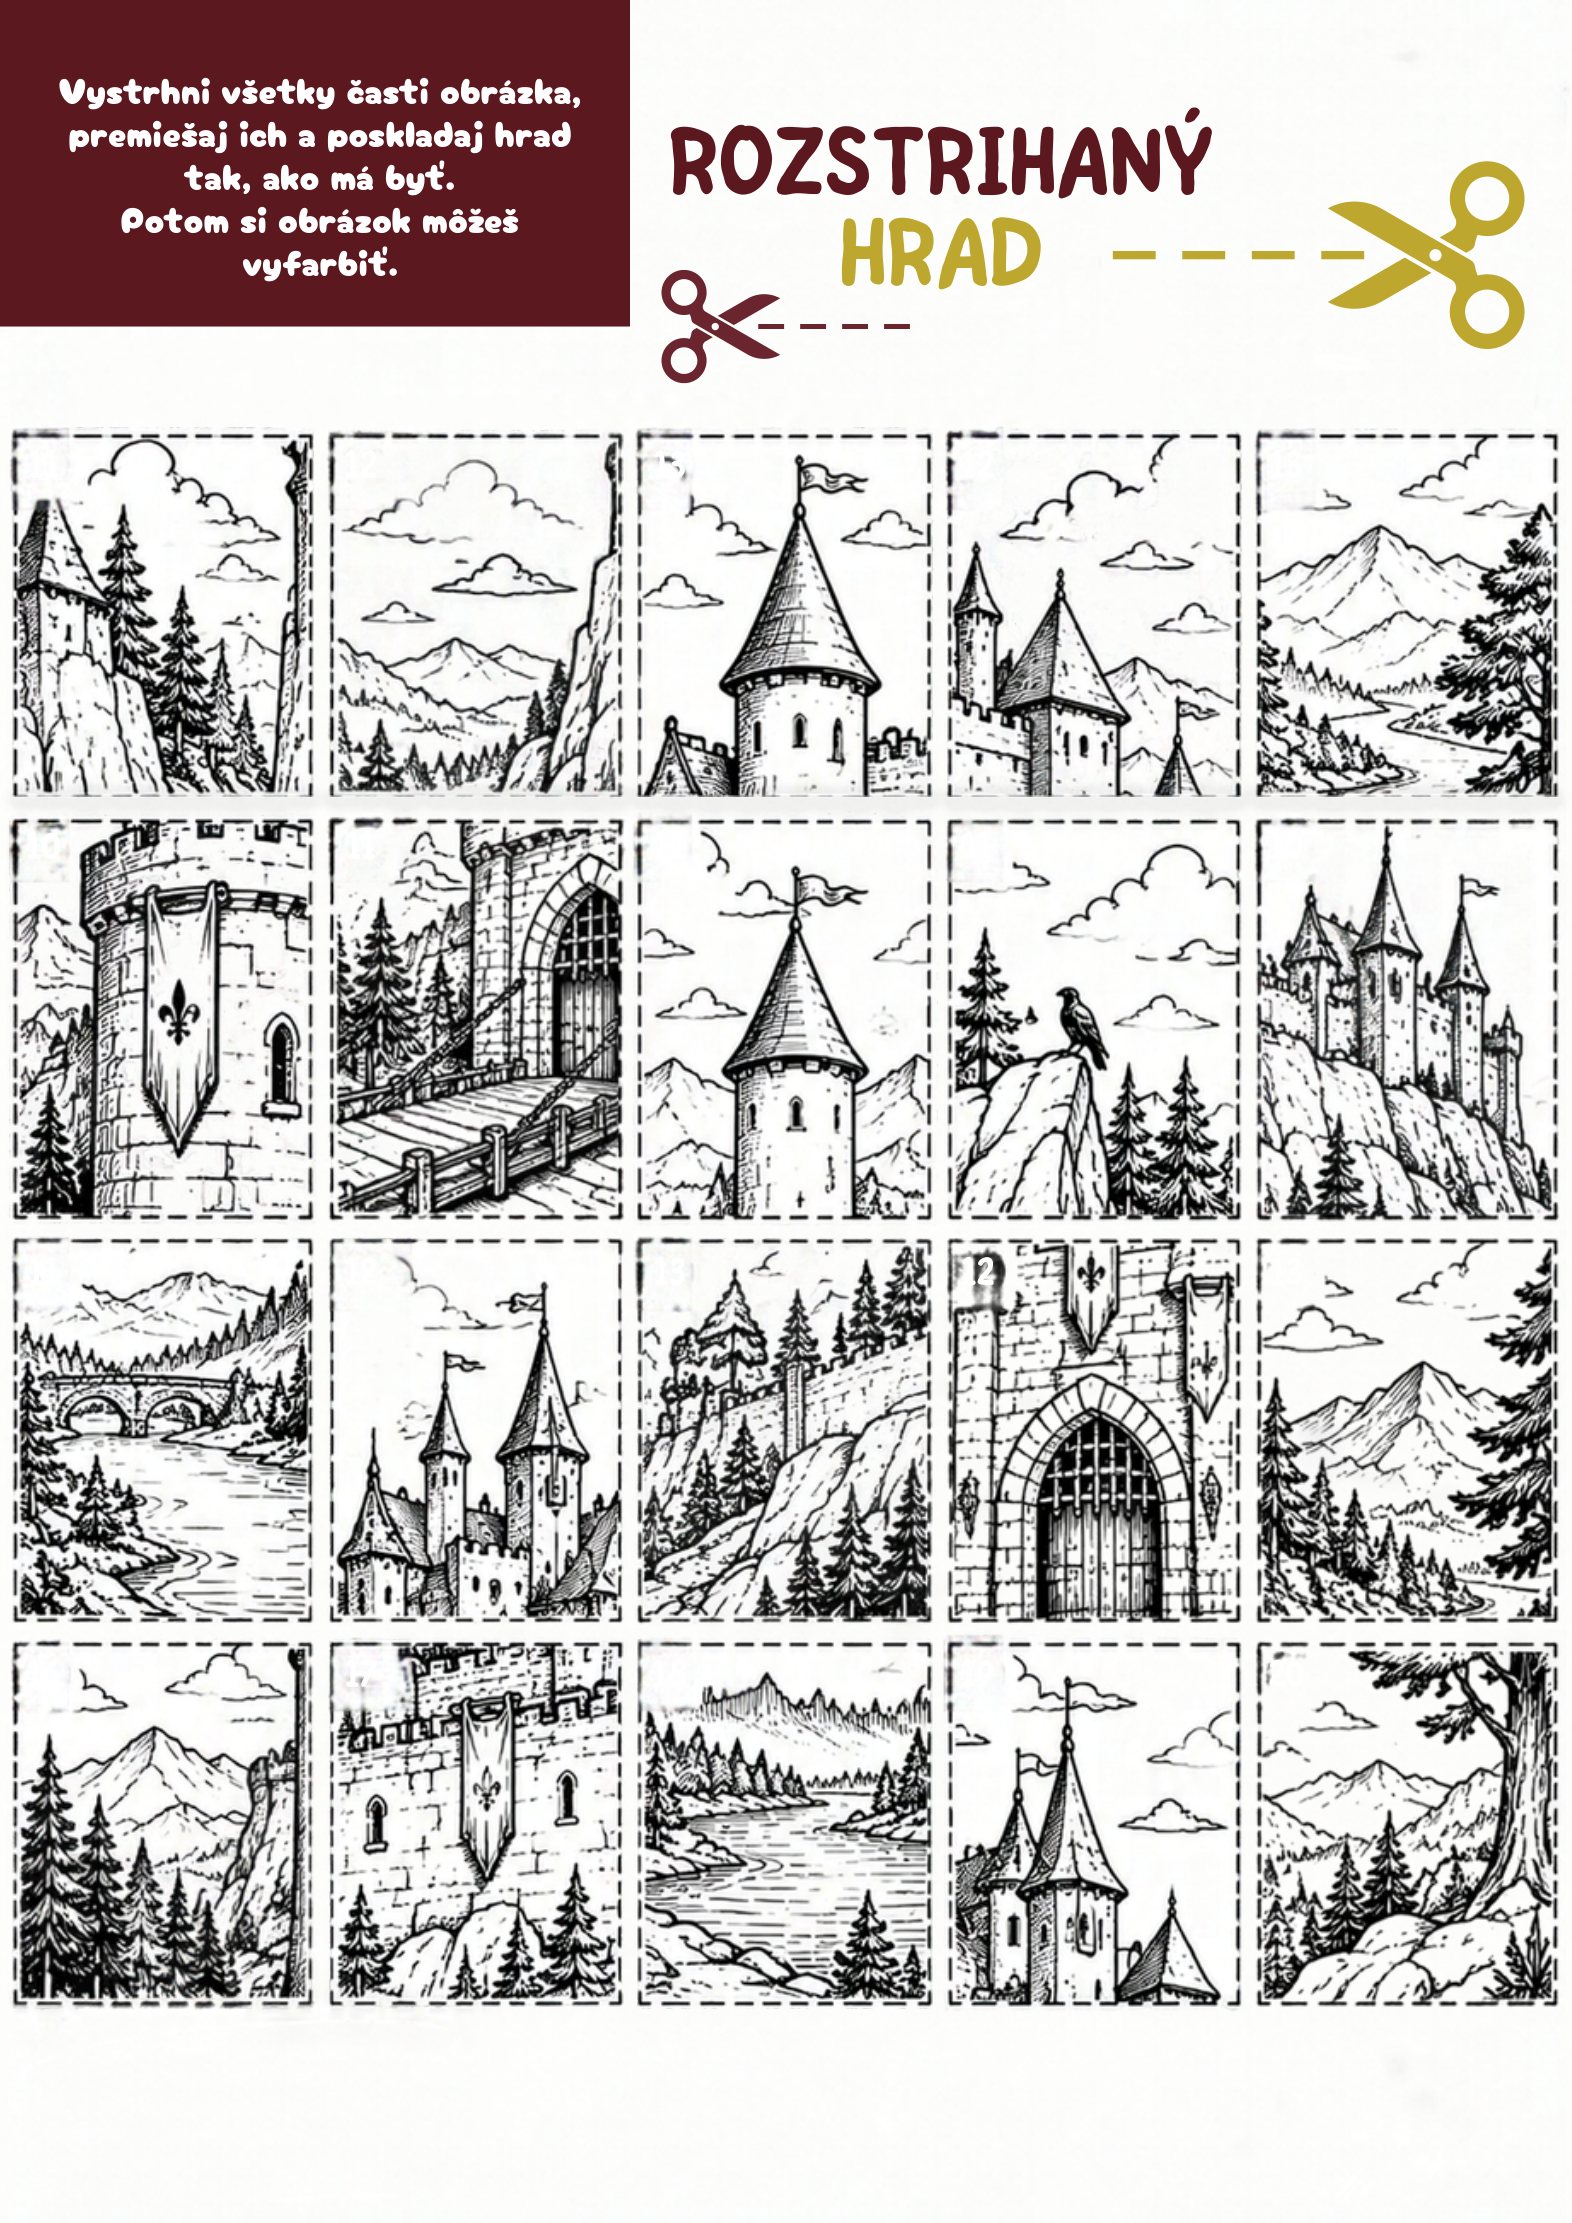 Vystrhni všetky časti obrázka,
premiešaj ich a poskladaj hrad
tak, ako má byť.
Potom si obrázok môžeš
vyfarbiť.
ROZSTRIHANÝ
HRAD
12